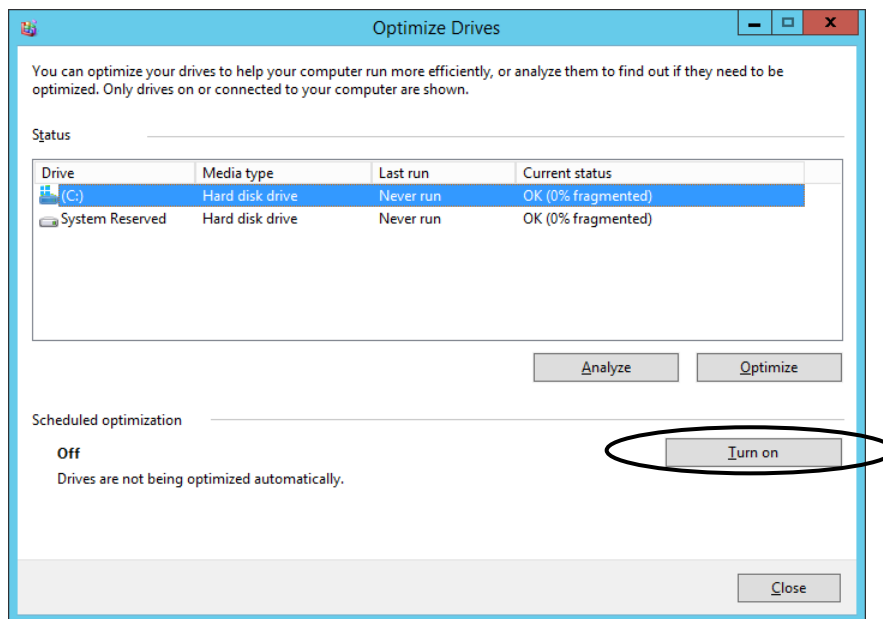 Optimize Drives
You can optimize your drives to help your computer run more efficiently, or analyze them to find out if they need to be
optimized. Only drives on or connected to your computer are shown.
Status
Drive Media type Last run Current status
(C:) Hard disk drive Never run OK (0% fragmented)
System Reserved Hard disk drive Never run OK (0% fragmented)
Analyze Optimize
Scheduled optimization
Off
Turn on
Drives are not being optimized automatically.
Close